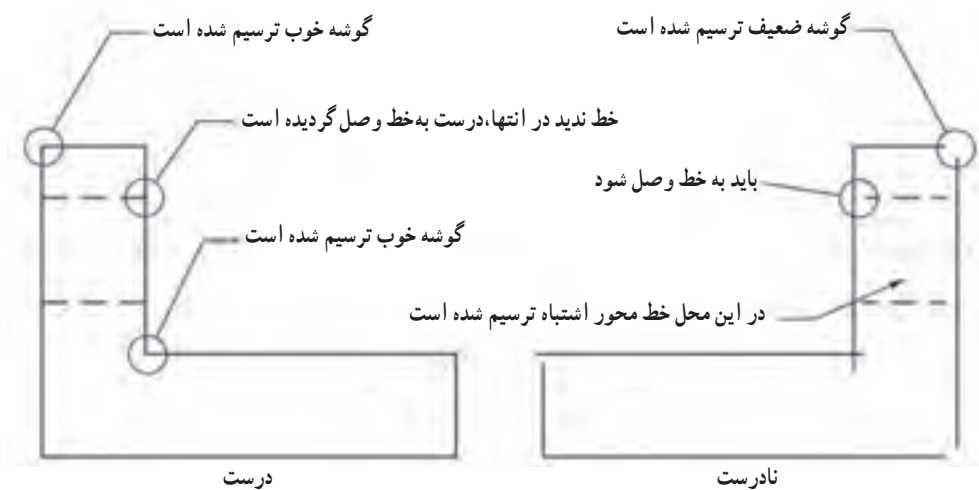 گوشه ضعیف ترسیم شده است
گوشه خوب ترسیم شده است
خط ندید در انتها،درست به‌خط وصل گردیده است
باید به خط وصل شود
گوشه خوب ترسیم شده است
در این محل خط محور اشتباه ترسیم شده است
نادرست
درست